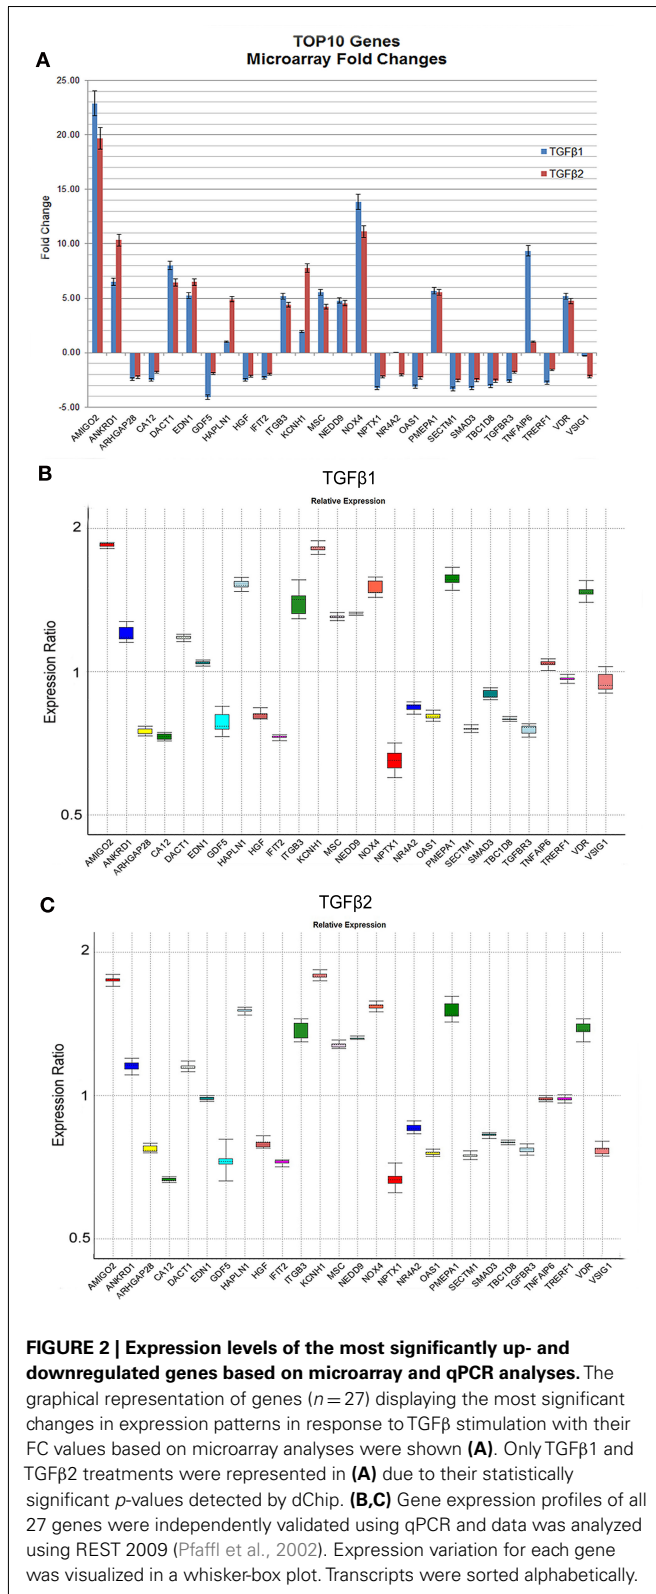 A
TOP10 Genes
Microarray Fold Changes
25.00
20.00
15.00
10.00
5.00
0.00
-5.00
Fold Change
TGFβ1
TGFβ2
AMIGO2
ANKRD1
ARHGAP28
CA12
DACT1
EDN1
GDF5
HAPLN1
HGF
IFIT2
ITGB3
KCNH1
MSC
NEDD9
NOX4
NPTX1
NR4A2
OAS1
PMEPA1
SECTM1
SMAD3
TBC1D8
TGFBR3
TNFAIP6
TRERF1
VDR
VSIG1
B
TGFβ1
Relative Expression
2
1
0.5
Expression Ratio
AMIGO2
ANKRD1
ARHGAP28
CA12
DACT1
EDN1
GDF5
HAPLN1
HGF
IFIT2
ITGB3
KCNH1
MSC
NEDD9
NOX4
NPTX1
NR4A2
OAS1
PMEPA1
SECTM1
SMAD3
TBC1D8
TGFBR3
TNFAIP6
TRERF1
VDR
VSIG1
C
TGFβ2
Relative Expression
2
1
0.5
Expression Ratio
AMIGO2
ANKRD1
ARHGAP28
CA12
DACT1
EDN1
GDF5
HAPLN1
HGF
IFIT2
ITGB3
KCNH1
MSC
NEDD9
NOX4
NPTX1
NR4A2
OAS1
PMEPA1
SECTM1
SMAD3
TBC1D8
TGFBR3
TNFAIP6
TRERF1
VDR
VSIG1
FIGURE 2 | Expression levels of the most significantly up- and
downregulated genes based on microarray and qPCR analyses. The
graphical representation of genes (n = 27) displaying the most significant
changes in expression patterns in response to TGFβ stimulation with their
FC values based on microarray analyses were shown (A). Only TGFβ1 and
TGFβ2 treatments were represented in (A) due to their statistically
significant p-values detected by dChip. (B,C) Gene expression profiles of all
27 genes were independently validated using qPCR and data was analyzed
using REST 2009 (Pfaffl et al., 2002). Expression variation for each gene
was visualized in a whisker-box plot. Transcripts were sorted alphabetically.